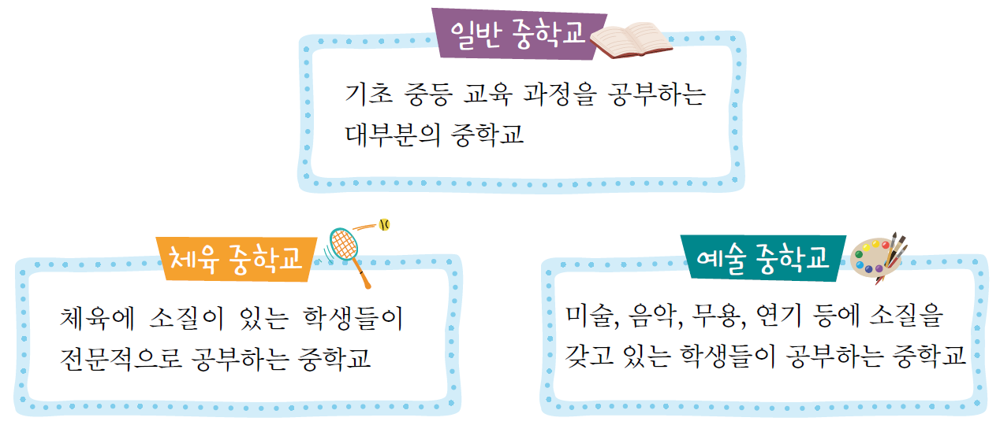 일반 중학교
기초 중등 교육 과정을 공부하는
대부분의 중학교
체육 중학교
체육에 소질이 있는 학생들이
전문적으로 공부하는 중학교
예술 중학교
미술, 음악, 무용, 연기 등에 소질을
갖고 있는 학생들이 공부하는 중학교